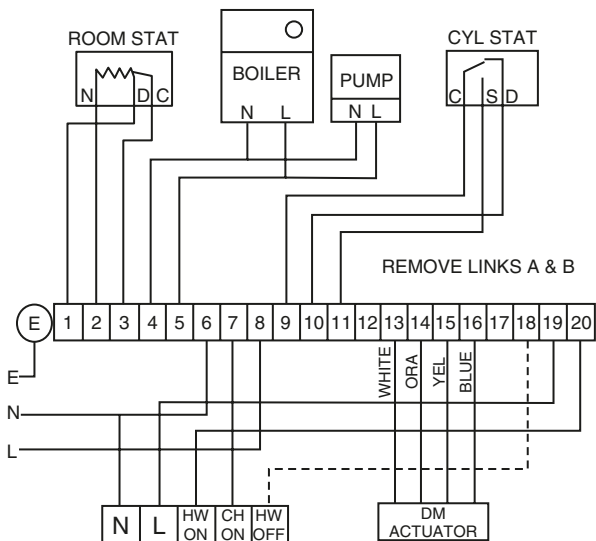 ROOM STAT
N D C
BOILER
N L
PUMP
N L
CYL STAT
C S D
REMOVE LINKS A & B
E 1 2 3 4 5 6 7 8 9 10 11 12 13 14 15 16 17 18 19 20
WHITE
ORA
YEL
BLUE
E
N
L
N L HW ON CH ON HW OFF
DM
ACTUATOR